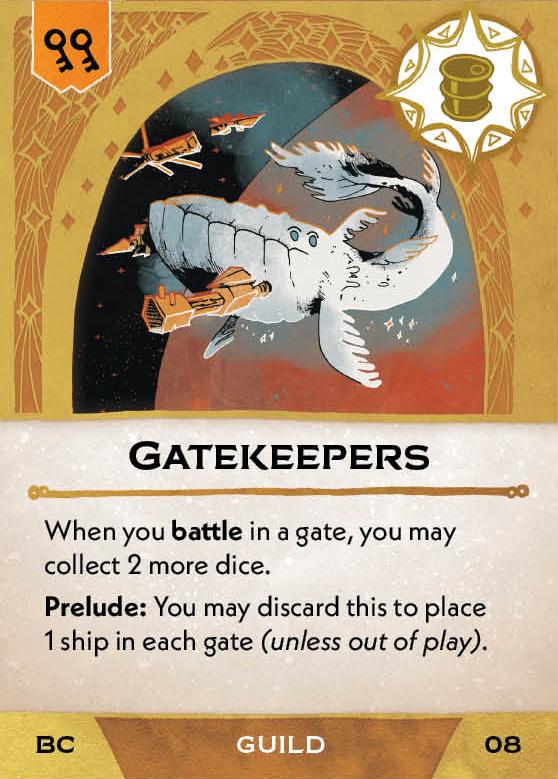 GATEKEEPERS
When you battle in a gate, you may
collect 2 more dice.
Prelude: You may discard this to place
1 ship in each gate (unless out of play).
BC GUILD 08